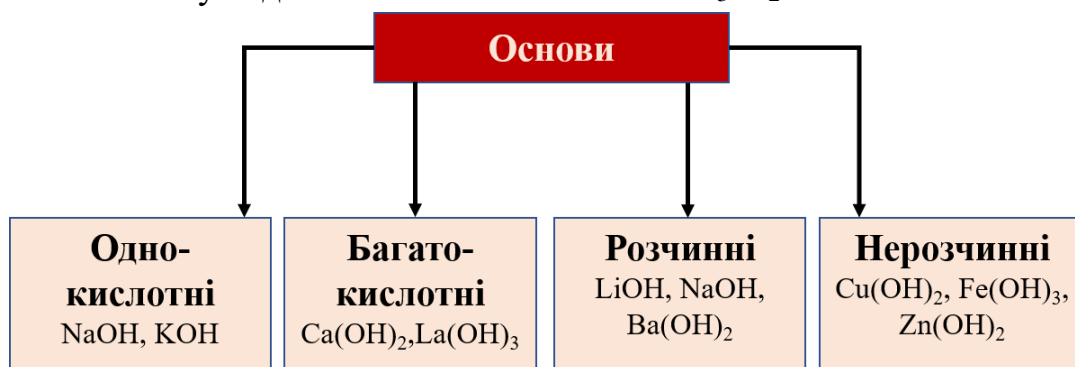 Основи
Одно-
кислотні
NaOH, KOH
Багато-
кислотні
Ca(OH)₂,La(OH)₃
Розчинні
LiOH, NaOH,
Ba(OH)₂
Нерозчинні
Cu(OH)₂, Fe(OH)₃,
Zn(OH)₂